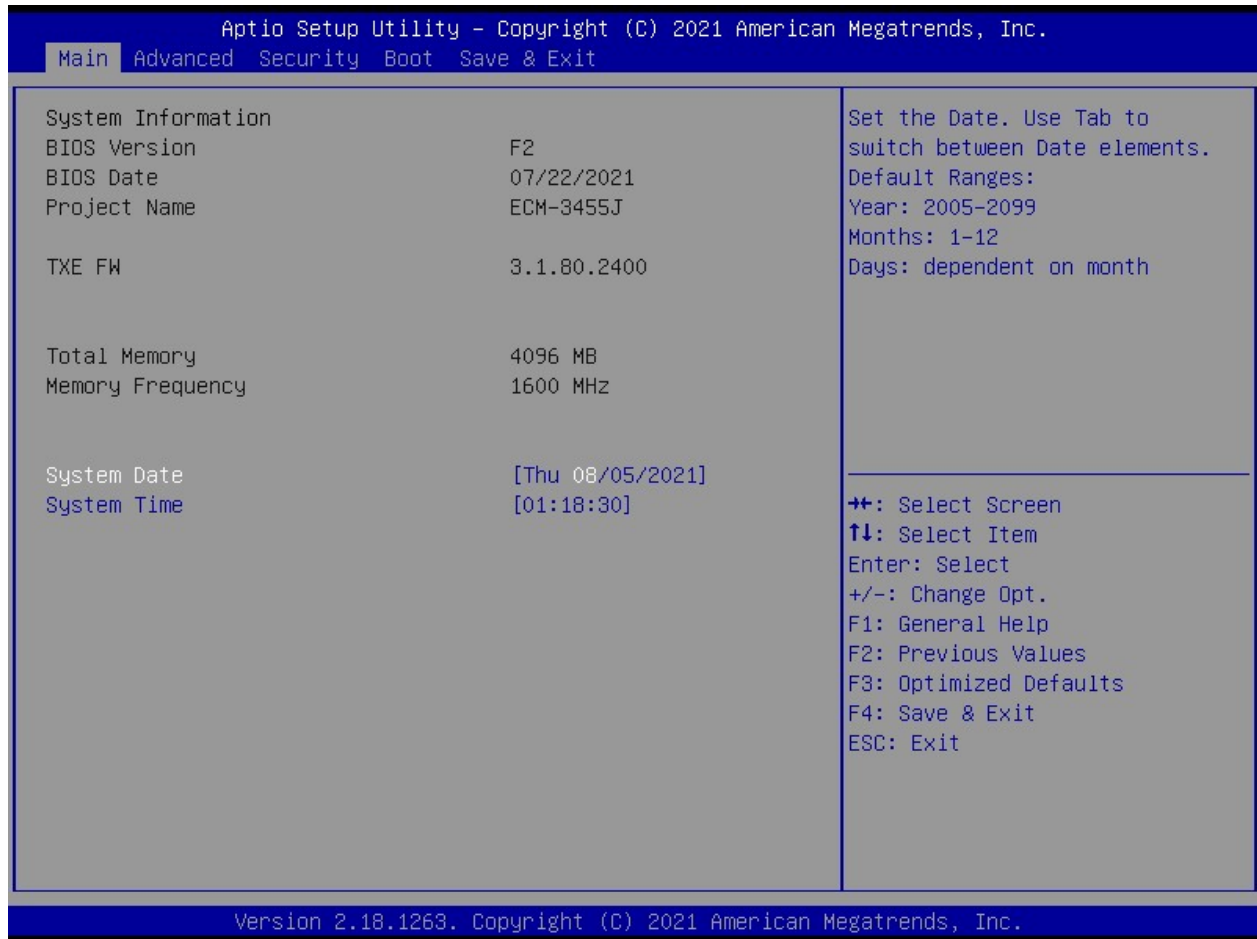 Aptio Setup Utility – Copyright (C) 2021 American Megatrends, Inc.
Main Advanced Security Boot Save & Exit
System Information
BIOS Version F2
BIOS Date 07/22/2021
Project Name ECM-3455J
TXE FW 3.1.80.2400
Total Memory 4096 MB
Memory Frequency 1600 MHz
System Date [Thu 08/05/2021]
System Time [01:18:30]
Set the Date. Use Tab to
switch between Date elements.
Default Ranges:
Year: 2005-2099
Months: 1-12
Days: dependent on month
→←: Select Screen
↑↓: Select Item
Enter: Select
+/-: Change Opt.
F1: General Help
F2: Previous Values
F3: Optimized Defaults
F4: Save & Exit
ESC: Exit
Version 2.18.1263. Copyright (C) 2021 American Megatrends, Inc.